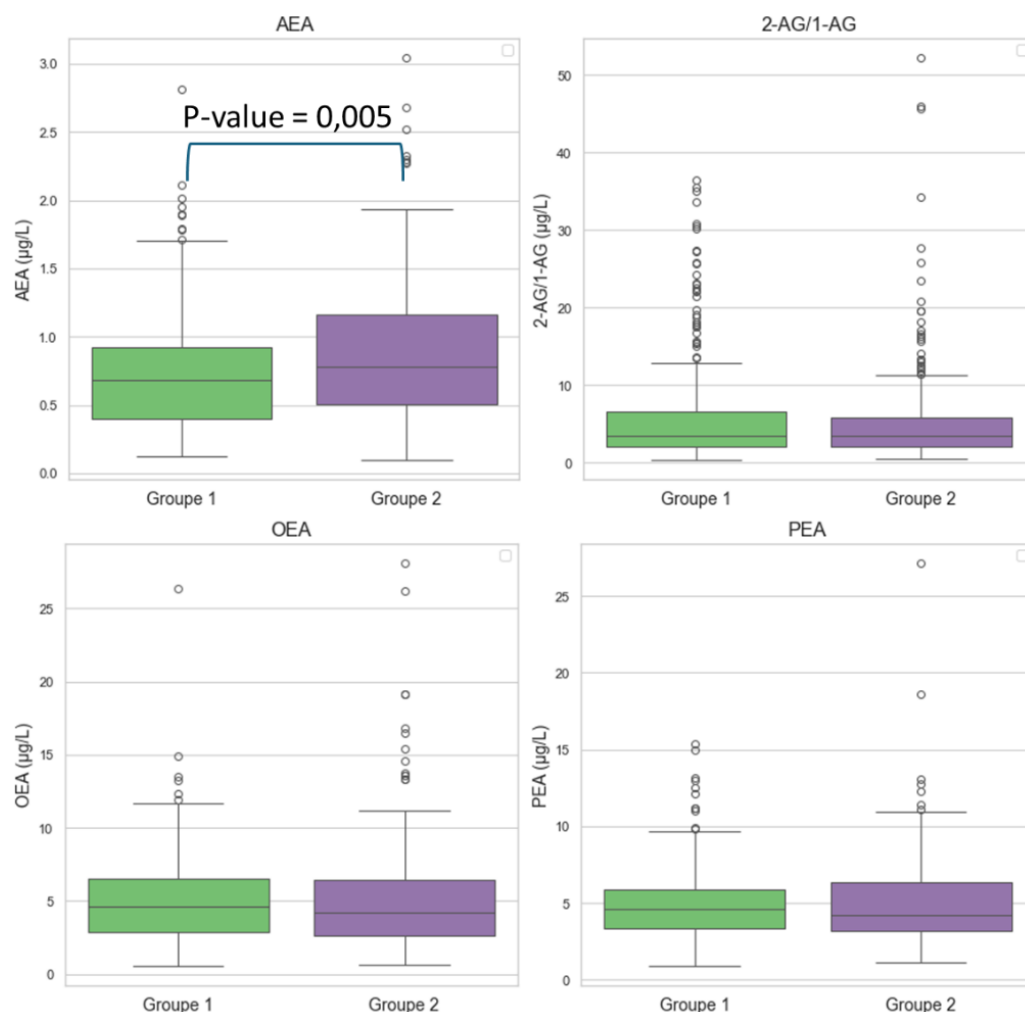 AEA
P-value = 0,005
AEA (µg/L)
3.0
2.5
2.0
1.5
1.0
0.5
0.0
Groupe 1
Groupe 2
2-AG/1-AG
2-AG/1-AG (µg/L)
50
40
30
20
10
0
Groupe 1
Groupe 2
OEA
OEA (µg/L)
25
20
15
10
5
0
Groupe 1
Groupe 2
PEA
PEA (µg/L)
25
20
15
10
5
0
Groupe 1
Groupe 2